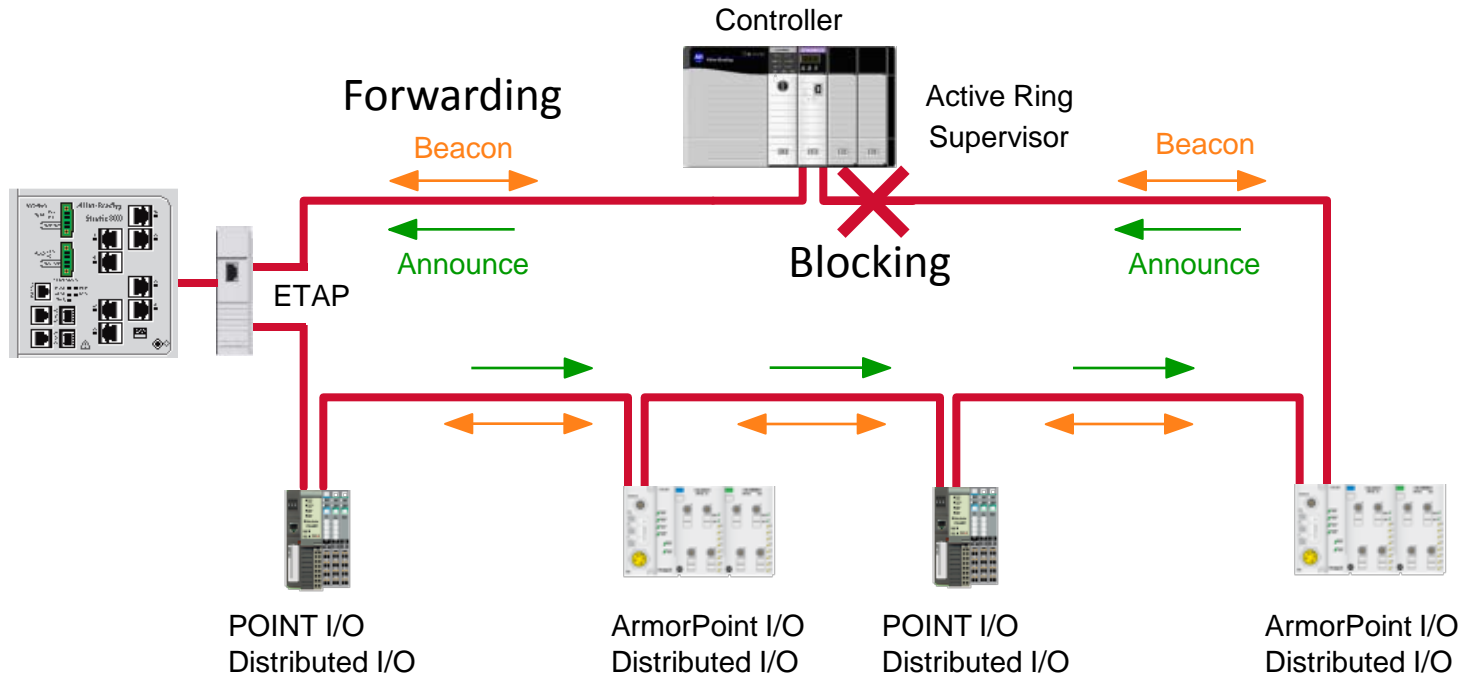 Controller
Forwarding
Active Ring
Supervisor
Beacon
Beacon
Announce
Blocking
Announce
ETAP
POINT I/O
Distributed I/O
ArmorPoint I/O
Distributed I/O
POINT I/O
Distributed I/O
ArmorPoint I/O
Distributed I/O